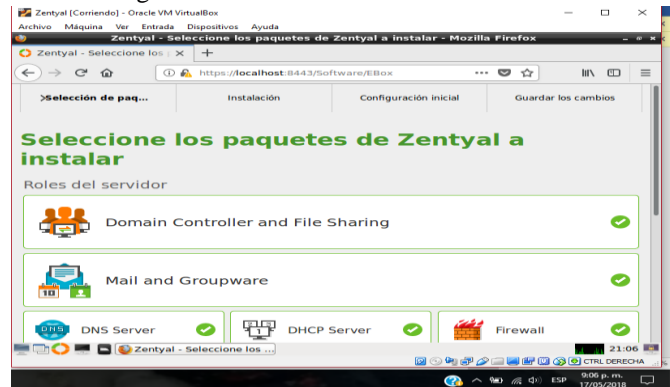 Zentyal [Corriendo] - Oracle VM VirtualBox
Archivo Máquina Ver Entrada Dispositivos Ayuda
Zentyal - Seleccione los paquetes de Zentyal a instalar - Mozilla Firefox
Zentyal - Seleccione los
https://localhost:8443/Software/EBox
Selección de paq...
Instalación
Configuración inicial
Guardar los cambios
Seleccione los paquetes de Zentyal a
instalar
Roles del servidor
Domain Controller and File Sharing
Mail and Groupware
10
DNS
DNS Server
1
DHCP Server
Firewall
Zentyal - Seleccione los ...
21:06
CTRL DERECHA
ESP
9:06 p. m.
17/05/2018